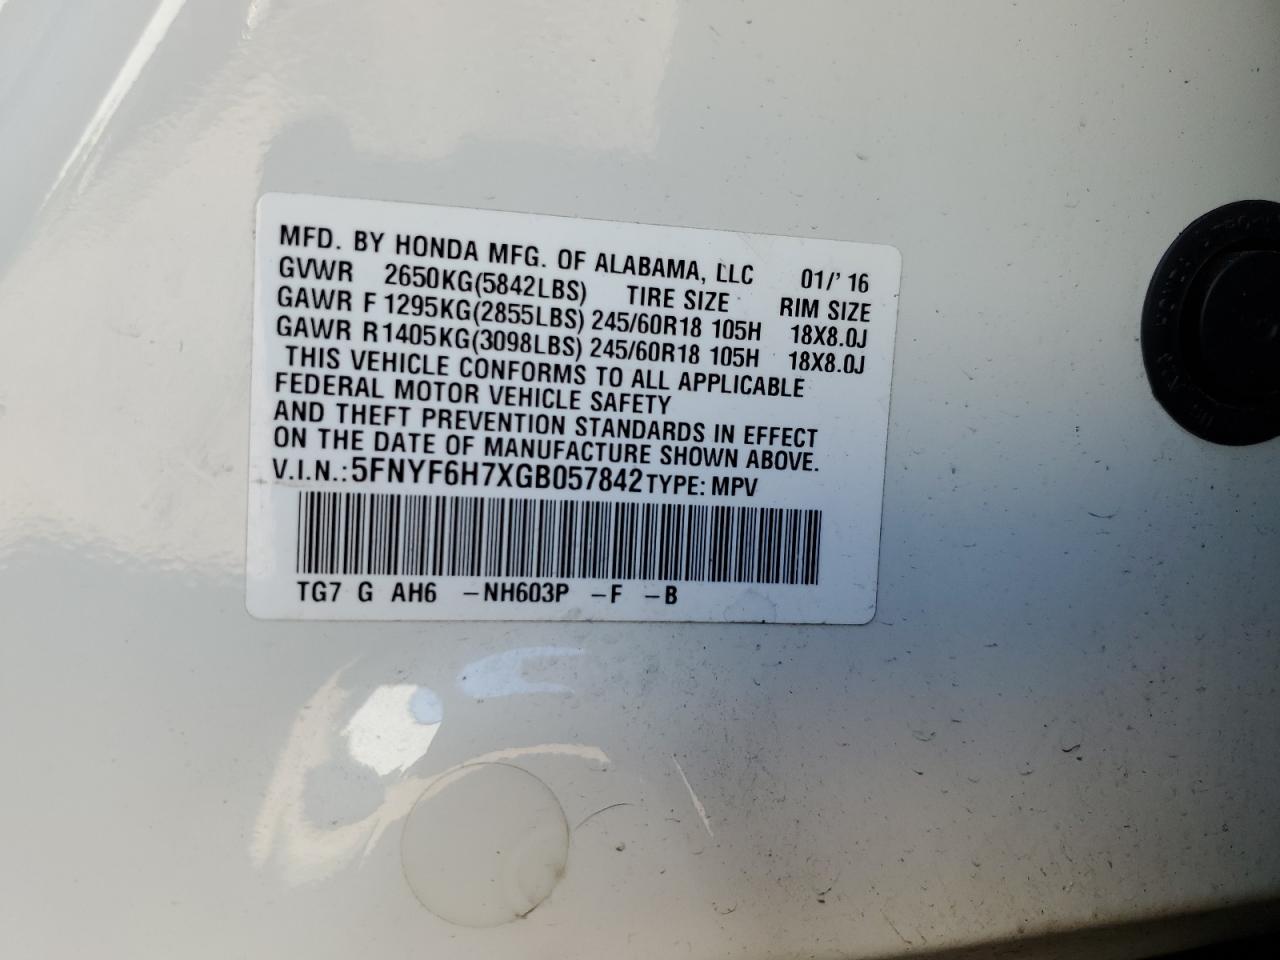 MFD. BY HONDA MFG. OF ALABAMA, LLC 01/' 16
GVWR 2650KG(5842LBS) TIRE SIZE RIM SIZE
GAWR F 1295KG(2855LBS) 245/60R18 105H 18X8.0J
GAWR R1405KG(3098LBS) 245/60R18 105H 18X8.0J
THIS VEHICLE CONFORMS TO ALL APPLICABLE
FEDERAL MOTOR VEHICLE SAFETY
AND THEFT PREVENTION STANDARDS IN EFFECT
ON THE DATE OF MANUFACTURE SHOWN ABOVE.
V.I.N.: 5FNYF6H7XGB057842 TYPE: MPV
TG7 G AH6 -NH603P -F -B